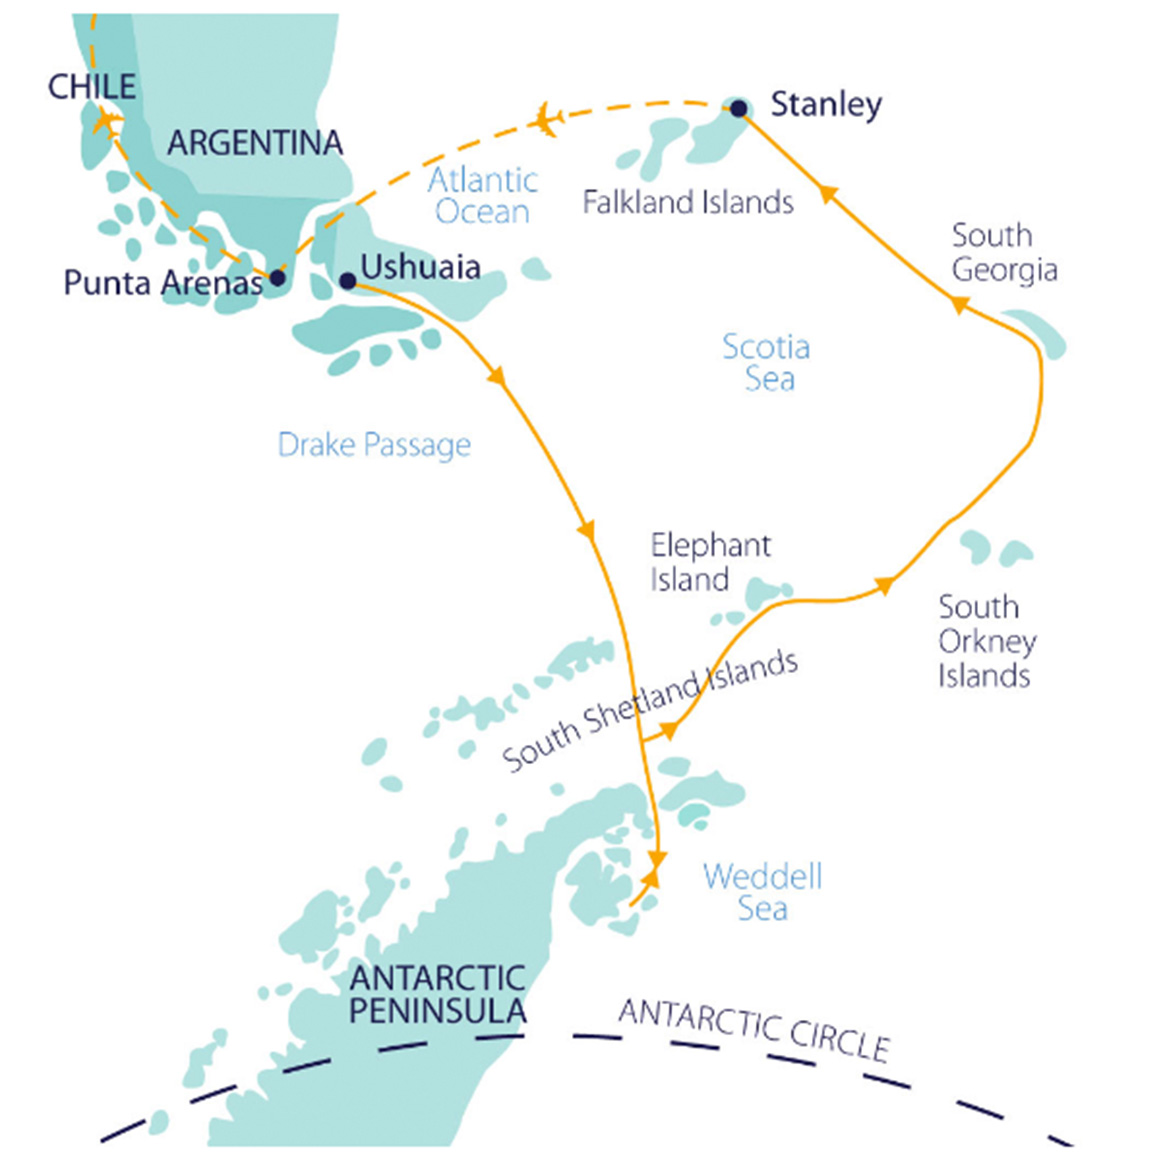 CHILE
ARGENTINA
Stanley
Atlantic
Ocean
Falkland Islands
South
Georgia
Punta Arenas
Ushuaia
Scotia
Sea
Drake Passage
Elephant
Island
South
Orkney
Islands
South Shetland Islands
Weddell
Sea
ANTARCTIC
PENINSULA
ANTARCTIC CIRCLE